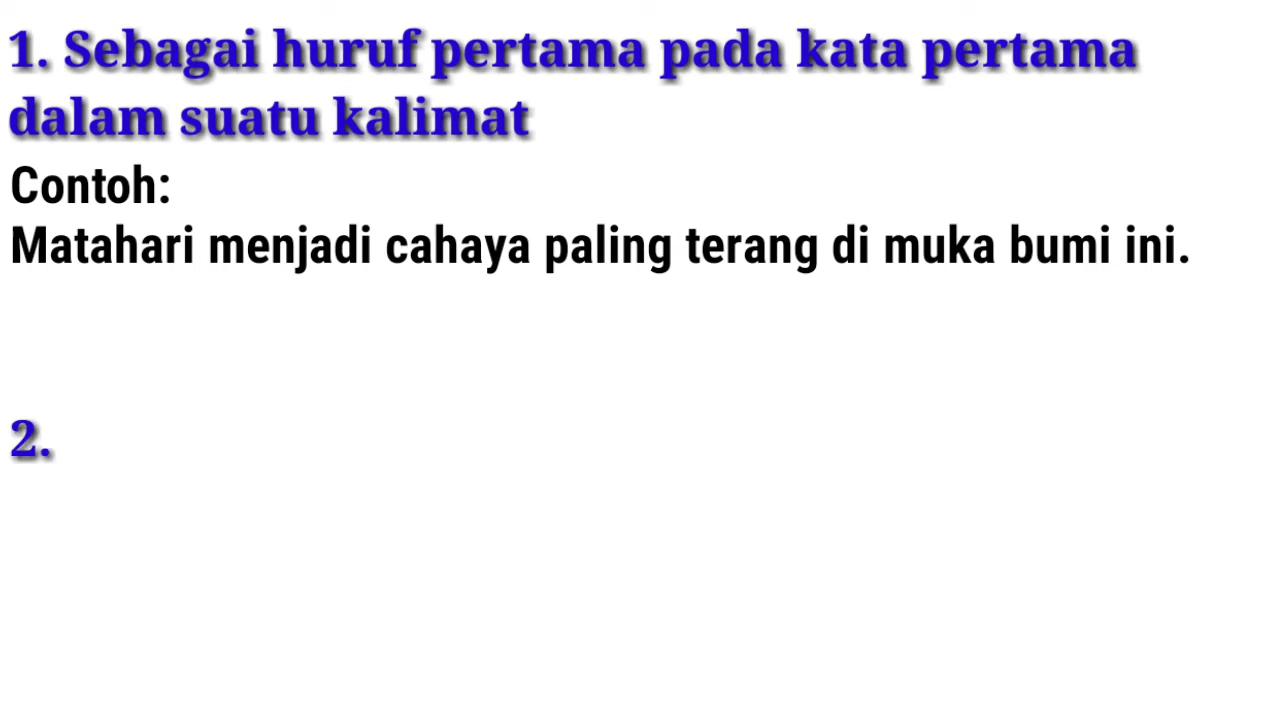 1. Sebagai huruf pertama pada kata pertama
dalam suatu kalimat
Contoh:
Matahari menjadi cahaya paling terang di muka bumi ini.
2.